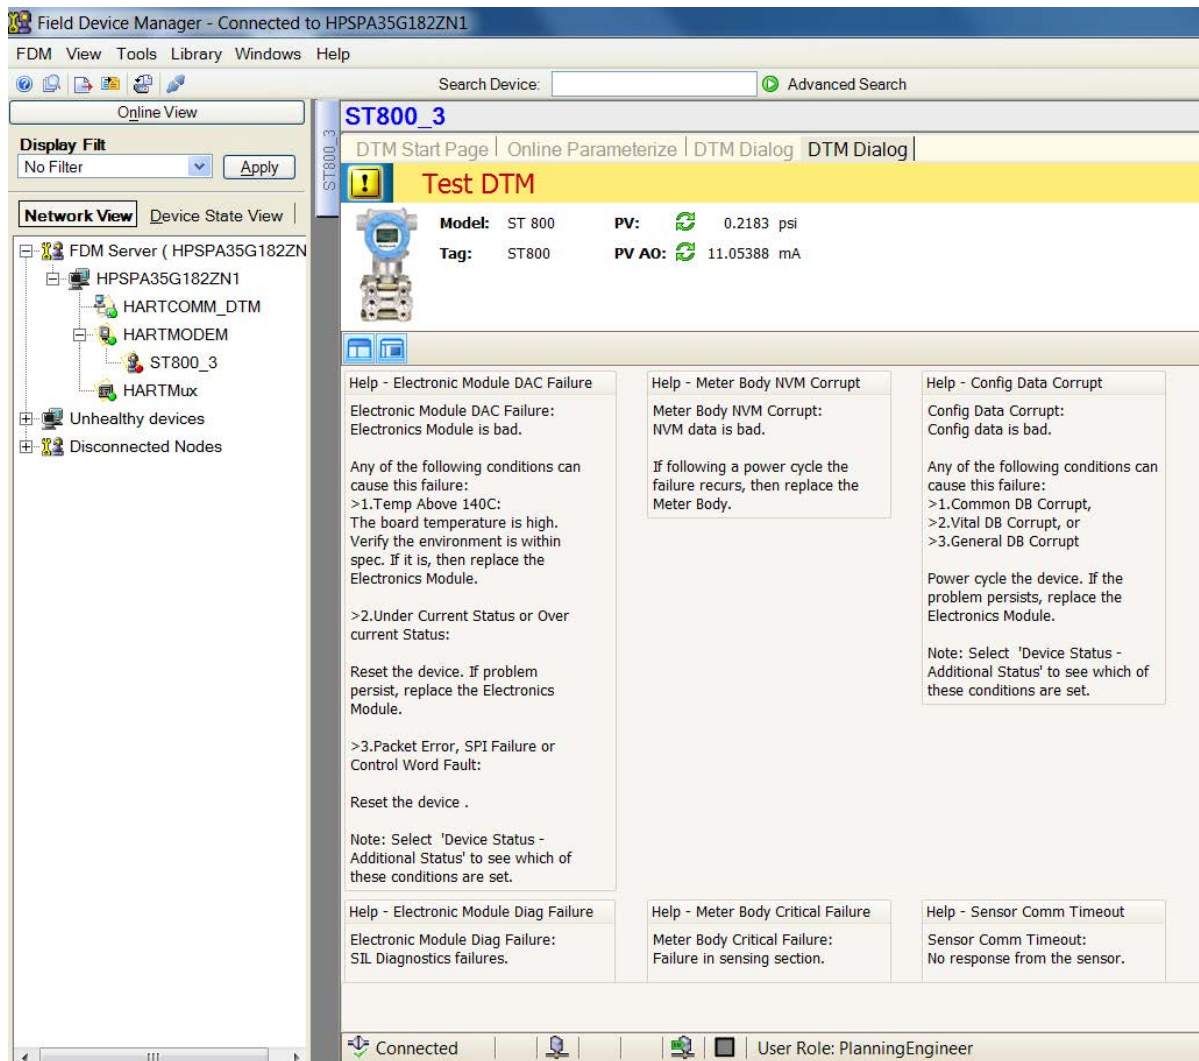 Field Device Manager - Connected to HPSPA35G182ZN1
FDM View Tools Library Windows Help
Search Device: Advanced Search
Online View
Display Filt
No Filter Apply
Network View Device State View
FDM Server ( HPSPA35G182ZN
HPSPA35G182ZN1
HARTCOMM_DTM
HARTMODEM
ST800_3
HARTMux
Unhealthy devices
Disconnected Nodes
ST800_3
ST800_3
DTM Start Page Online Parameterize DTM Dialog DTM Dialog
Test DTM
Model: ST 800 PV: 0.2183 psi
Tag: ST800 PV AO: 11.05388 mA
Help - Electronic Module DAC Failure
Electronic Module DAC Failure:
Electronics Module is bad.
Any of the following conditions can
cause this failure:
>1.Temp Above 140C:
The board temperature is high.
Verify the environment is within
spec. If it is, then replace the
Electronics Module.
>2.Under Current Status or Over
current Status:
Reset the device. If problem
persist, replace the Electronics
Module.
>3.Packet Error, SPI Failure or
Control Word Fault:
Reset the device .
Note: Select 'Device Status -
Additional Status' to see which of
these conditions are set.
Help - Meter Body NVM Corrupt
Meter Body NVM Corrupt:
NVM data is bad.
If following a power cycle the
failure recurs, then replace the
Meter Body.
Help - Config Data Corrupt
Config Data Corrupt:
Config data is bad.
Any of the following conditions can
cause this failure:
>1.Common DB Corrupt,
>2.Vital DB Corrupt, or
>3.General DB Corrupt
Power cycle the device. If the
problem persists, replace the
Electronics Module.
Note: Select 'Device Status -
Additional Status' to see which of
these conditions are set.
Help - Electronic Module Diag Failure
Electronic Module Diag Failure:
SIL Diagnostics failures.
Help - Meter Body Critical Failure
Meter Body Critical Failure:
Failure in sensing section.
Help - Sensor Comm Timeout
Sensor Comm Timeout:
No response from the sensor.
Connected User Role: PlanningEngineer